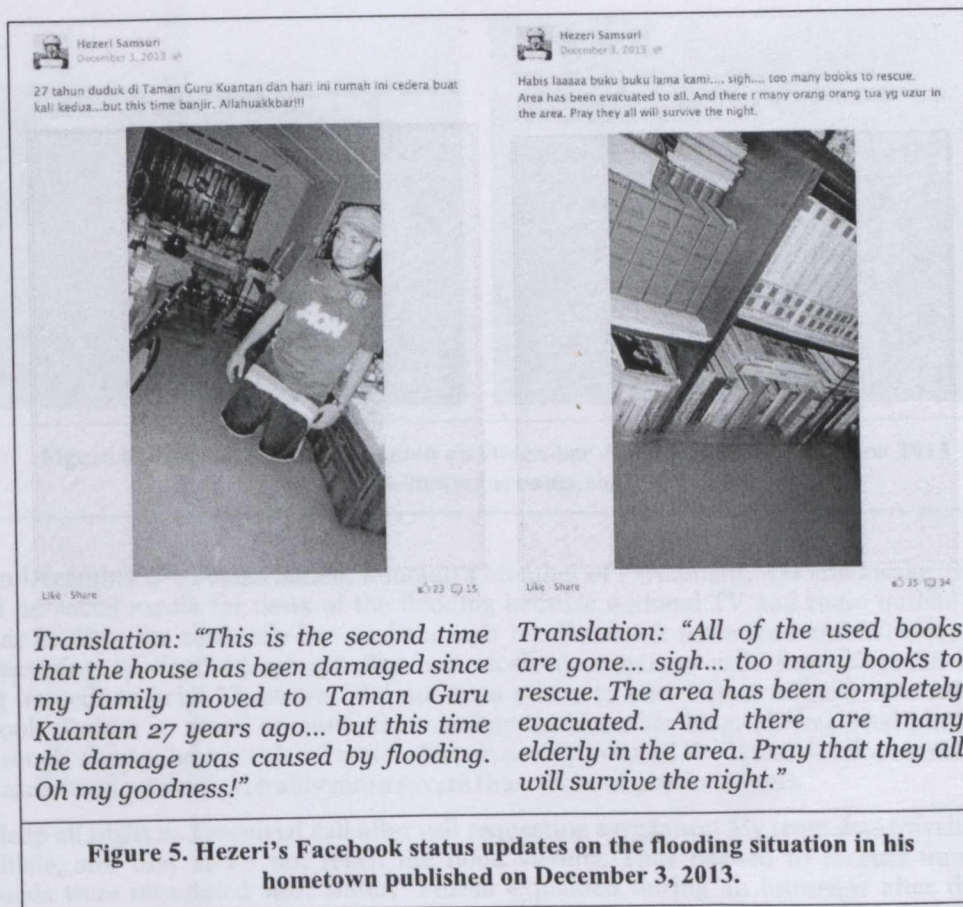 Hezeri Samsuri
December 3, 2013
27 tahun duduk di Taman Guru Kuantan dan hari ini rumah ini cedera buat
kali kedua...but this time banjir. Allahuakkbar!!!
AON
Like · Share
23 15
Translation: “This is the second time
that the house has been damaged since
my family moved to Taman Guru
Kuantan 27 years ago... but this time
the damage was caused by flooding.
Oh my goodness!”
Hezeri Samsuri
December 3, 2013
Habis laaaaa buku buku lama kami.... sigh.... too many books to rescue.
Area has been evacuated to all. And there r many orang orang tua yg uzur in
the area. Pray they all will survive the night.
Like · Share
35 34
Translation: “All of the used books
are gone... sigh... too many books to
rescue. The area has been completely
evacuated. And there are many
elderly in the area. Pray that they all
will survive the night.”
Figure 5. Hezeri’s Facebook status updates on the flooding situation in his
hometown published on December 3, 2013.